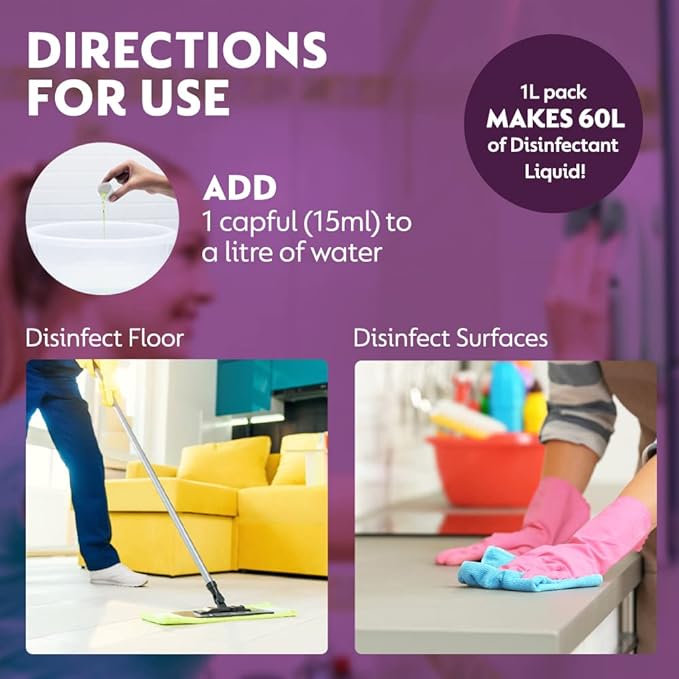 DIRECTIONS
FOR USE
1L pack
MAKES 60L
of Disinfectant
Liquid!
ADD
1 capful (15ml) to
a litre of water
Disinfect Floor
Disinfect Surfaces